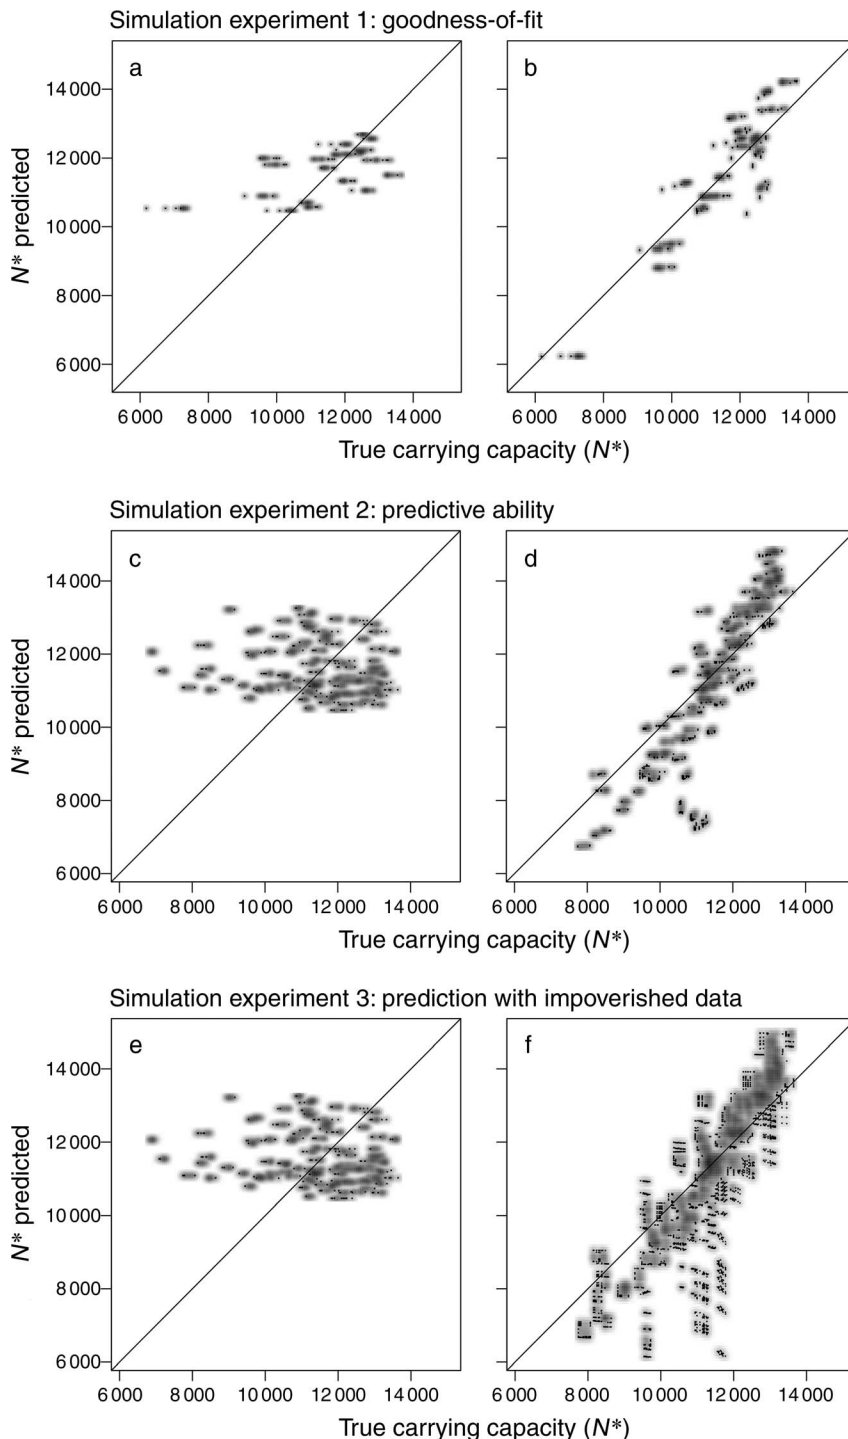 Simulation experiment 1: goodness-of-fit
a
b
N* predicted
14 000
12 000
10 000
8 000
6 000
6 000 8 000 10 000 12 000 14 000
6 000 8 000 10 000 12 000 14 000
True carrying capacity (N*)
Simulation experiment 2: predictive ability
c
d
N* predicted
14 000
12 000
10 000
8 000
6 000
6 000 8 000 10 000 12 000 14 000
6 000 8 000 10 000 12 000 14 000
True carrying capacity (N*)
Simulation experiment 3: prediction with impoverished data
e
f
N* predicted
14 000
12 000
10 000
8 000
6 000
6 000 8 000 10 000 12 000 14 000
6 000 8 000 10 000 12 000 14 000
True carrying capacity (N*)